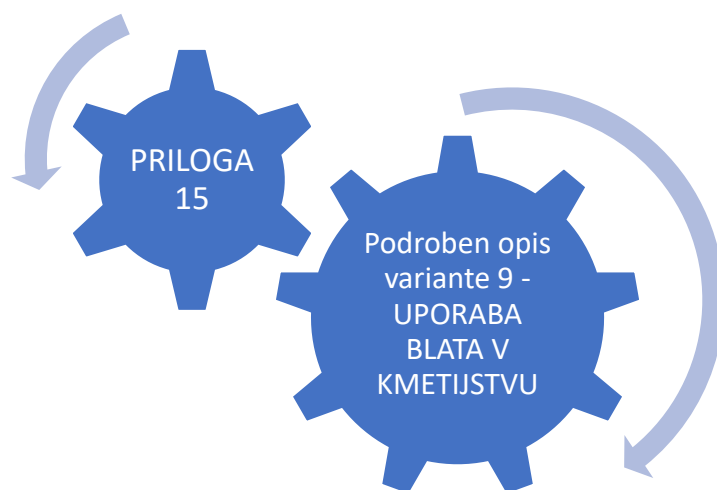 PRILOGA
15
Podroben opis
variante 9 -
UPORABA
BLATA V
KMETIJSTVU